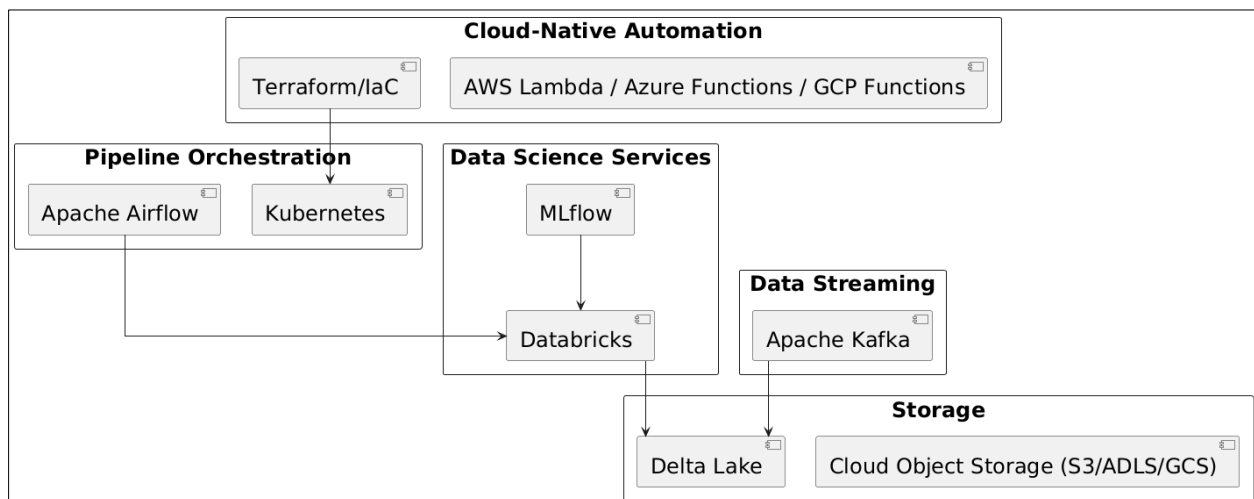 Cloud-Native Automation
Terraform/IaC
AWS Lambda / Azure Functions / GCP Functions
Pipeline Orchestration
Apache Airflow
Kubernetes
Data Science Services
MLflow
Databricks
Data Streaming
Apache Kafka
Storage
Delta Lake
Cloud Object Storage (S3/ADLS/GCS)